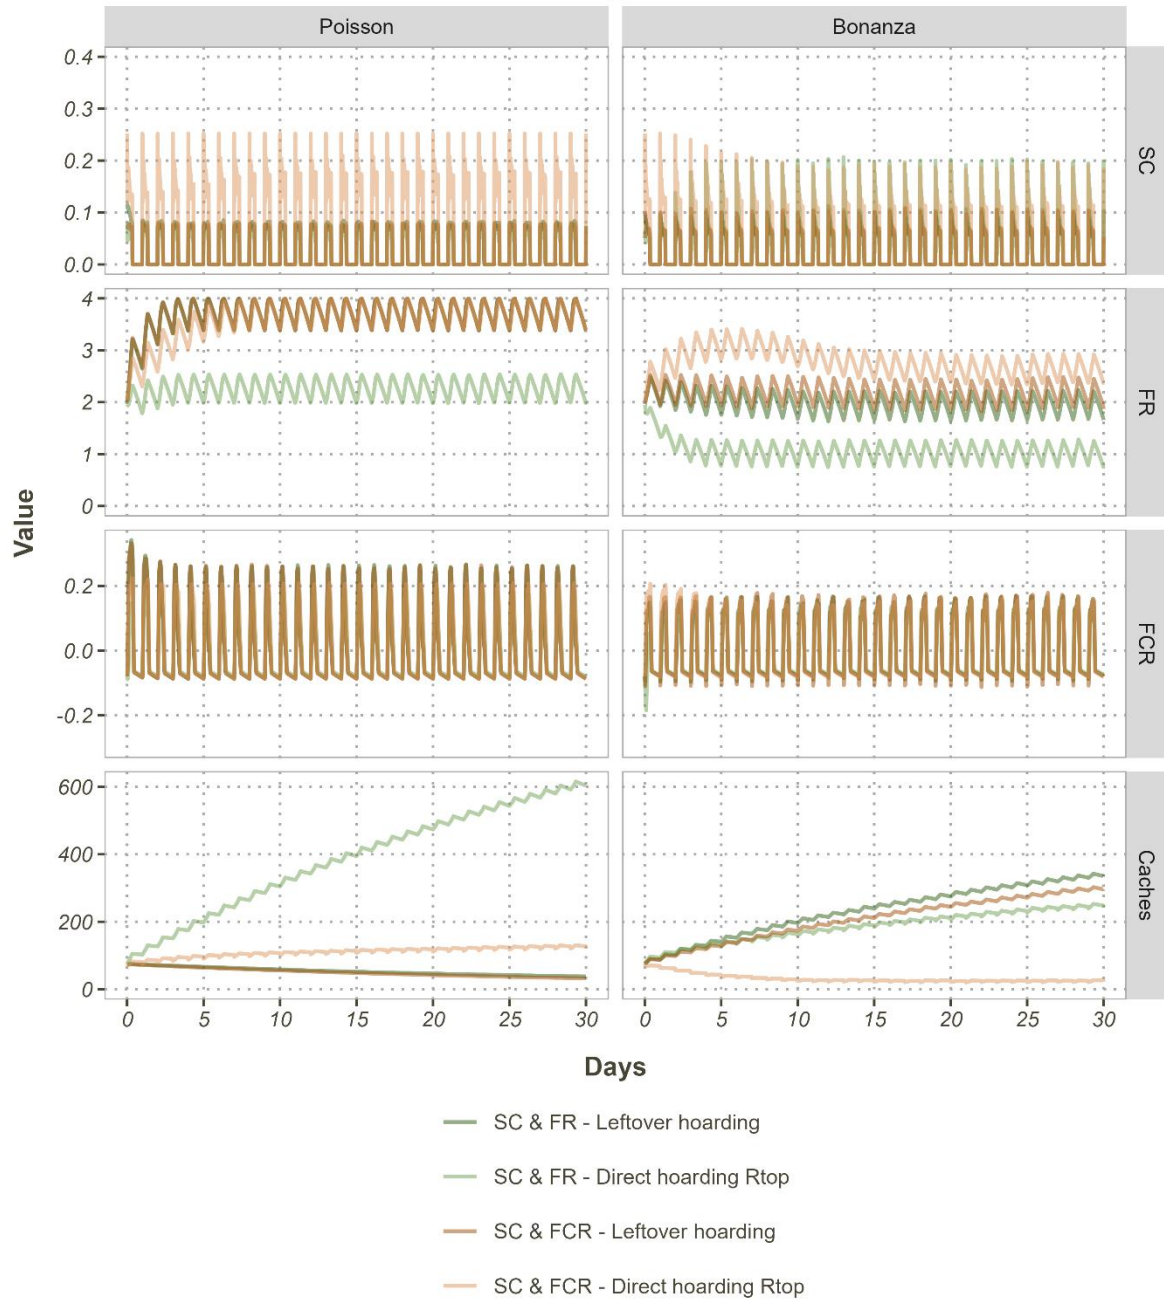 Poisson
Bonanza
0.4
0.3
0.2
0.1
0.0
SC
4
3
2
1
0
FR
Value
0.2
0.0
-0.2
FCR
600
400
200
0
Caches
0 5 10 15 20 25 30
0 5 10 15 20 25 30
Days
SC & FR - Leftover hoarding
SC & FR - Direct hoarding Rtop
SC & FCR - Leftover hoarding
SC & FCR - Direct hoarding Rtop